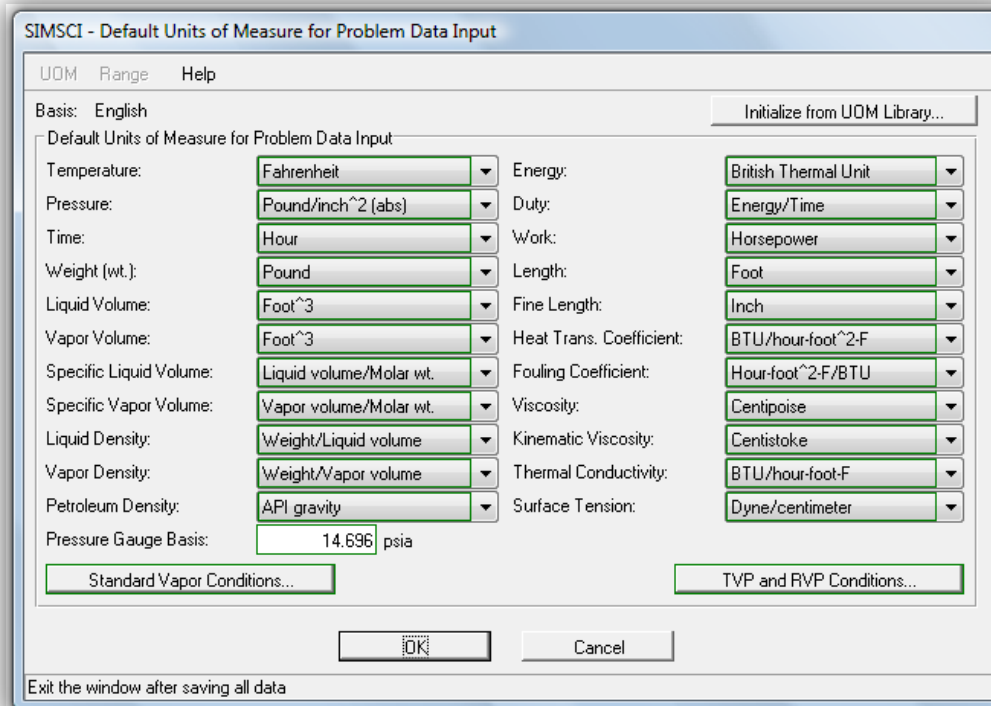 SIMSCI - Default Units of Measure for Problem Data Input
UOM Range Help
Basis: English Initialize from UOM Library...
Default Units of Measure for Problem Data Input
Temperature: Fahrenheit Energy: British Thermal Unit
Pressure: Pound/inch^2 (abs) Duty: Energy/Time
Time: Hour Work: Horsepower
Weight (wt.): Pound Length: Foot
Liquid Volume: Foot^3 Fine Length: Inch
Vapor Volume: Foot^3 Heat Trans. Coefficient: BTU/hour-foot^2-F
Specific Liquid Volume: Liquid volume/Molar wt. Fouling Coefficient: Hour-foot^2-F/BTU
Specific Vapor Volume: Vapor volume/Molar wt. Viscosity: Centipoise
Liquid Density: Weight/Liquid volume Kinematic Viscosity: Centistoke
Vapor Density: Weight/Vapor volume Thermal Conductivity: BTU/hour-foot-F
Petroleum Density: API gravity Surface Tension: Dyne/centimeter
Pressure Gauge Basis: 14.696 psia
Standard Vapor Conditions... TVP and RVP Conditions...
OK Cancel
Exit the window after saving all data